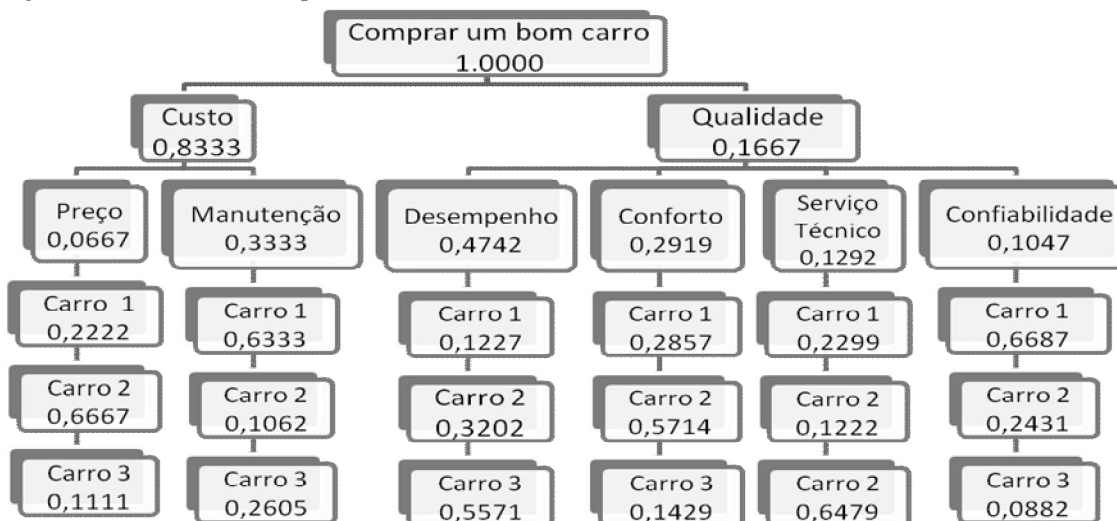 Comprar um bom carro
1.0000
Custo
0,8333
Qualidade
0,1667
Preço
0,0667
Manutenção
0,3333
Desempenho
0,4742
Conforto
0,2919
Serviço
Técnico
0,1292
Confiabilidade
0,1047
Carro 1
0,2222
Carro 1
0,6333
Carro 1
0,1227
Carro 1
0,2857
Carro 1
0,2299
Carro 1
0,6687
Carro 2
0,6667
Carro 2
0,1062
Carro 2
0,3202
Carro 2
0,5714
Carro 2
0,1222
Carro 2
0,2431
Carro 3
0,1111
Carro 3
0,2605
Carro 3
0,5571
Carro 3
0,1429
Carro 2
0,6479
Carro 3
0,0882